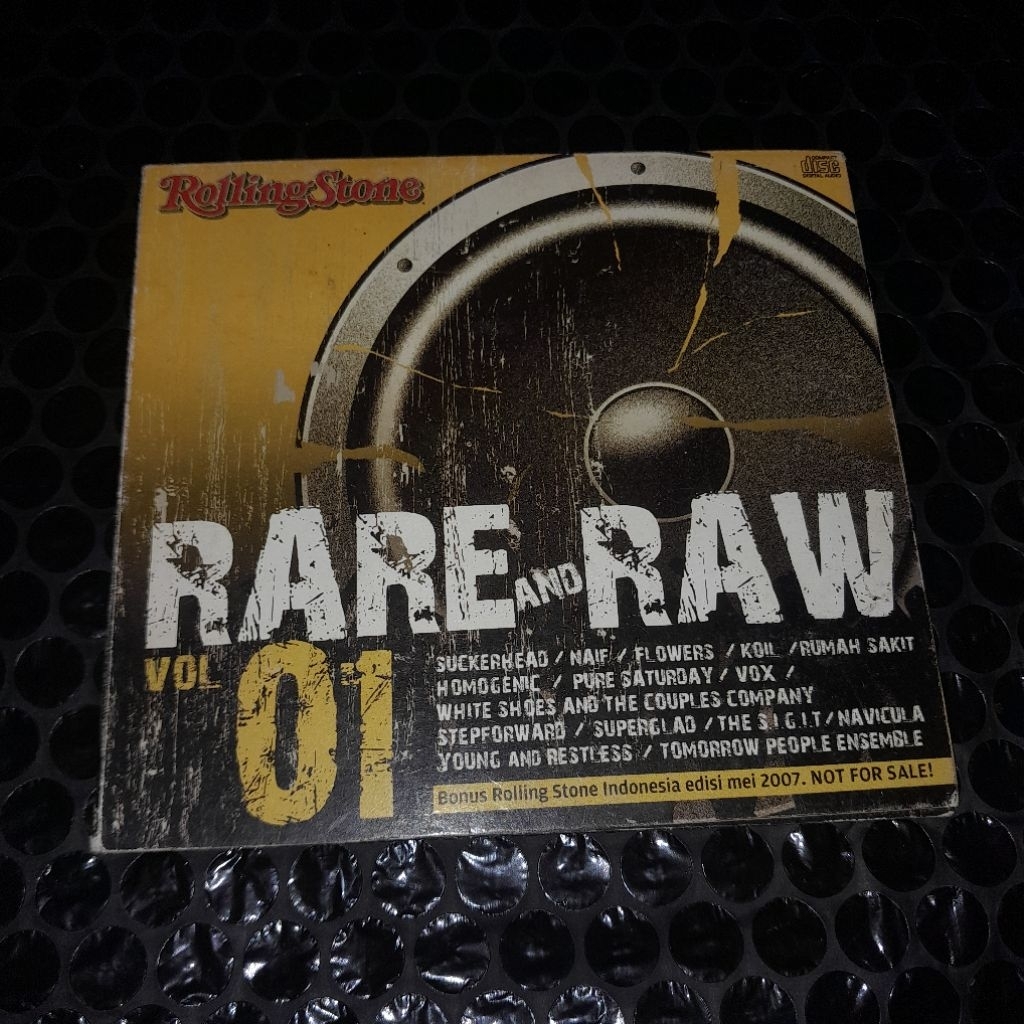 Rolling Stone
COMPACT
disc
DIGITAL AUDIO
RARE AND RAW
VOL 01
SUCKERHEAD / NAIF / FLOWERS / KOIL /RUMAH SAKIT
HOMOGENIC / PURE SATURDAY / VOX /
WHITE SHOES AND THE COUPLES COMPANY
STEPFORWARD / SUPERGLAD /THE S.I.G.I.T/NAVICULA
YOUNG AND RESTLESS / TOMORROW PEOPLE ENSEMBLE
Bonus Rolling Stone Indonesia edisi mei 2007. NOT FOR SALE!